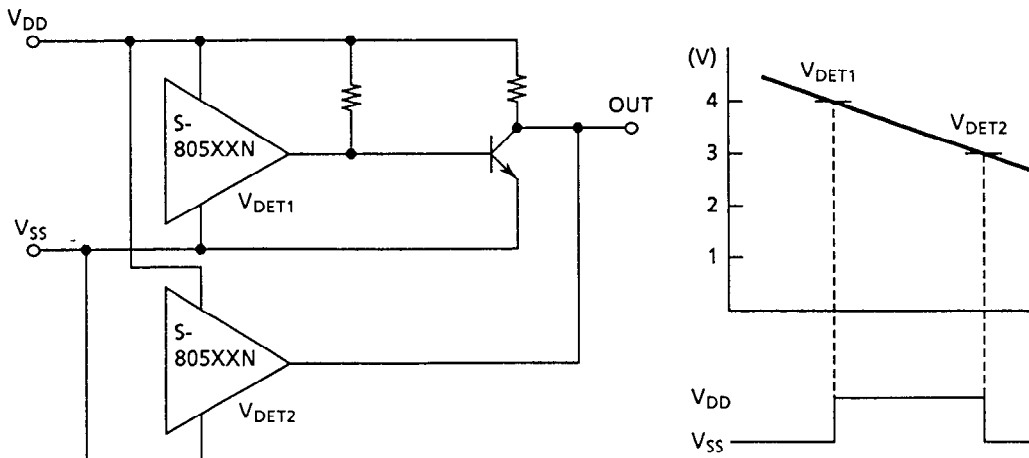 VDD
S-
805XXN
VDET1
VSS
OUT
S-
805XXN
VDET2
(V)
4
3
2
1
VDET1
VDET2
VDD
VSS